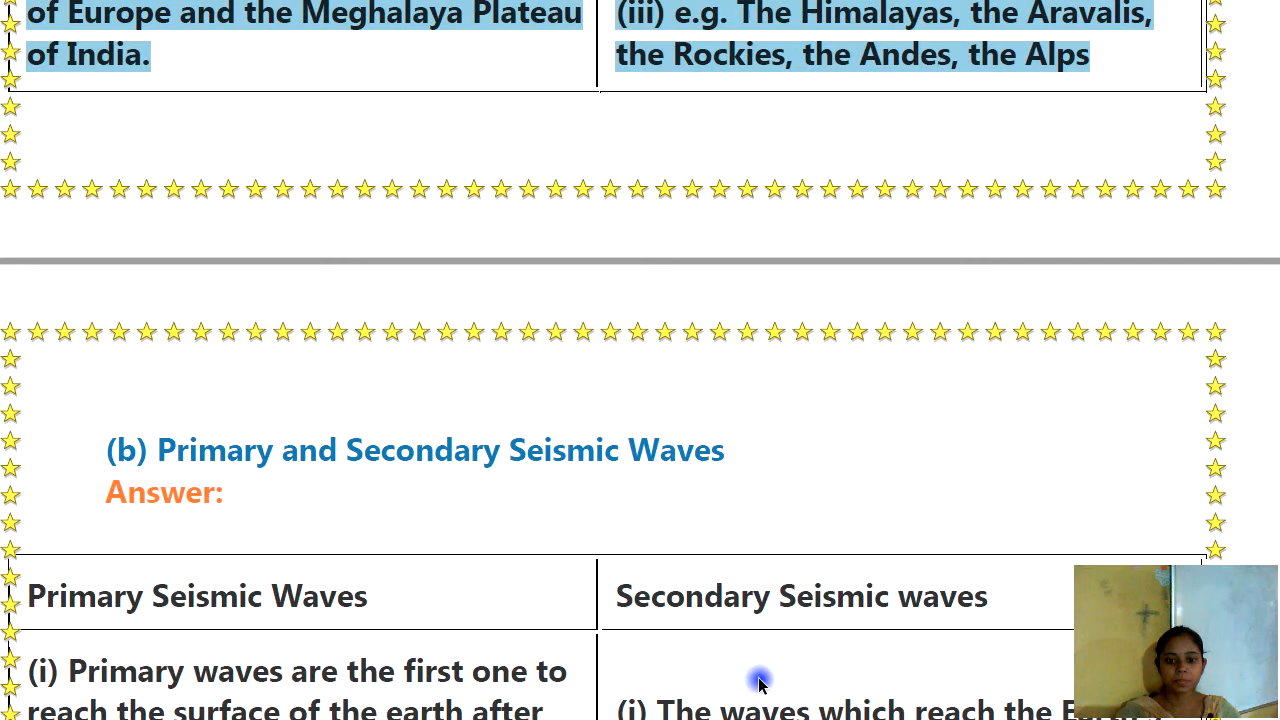 of Europe and the Meghalaya Plateau
of India.
(iii) e.g. The Himalayas, the Aravalis,
the Rockies, the Andes, the Alps
(b) Primary and Secondary Seismic Waves
Answer:
Primary Seismic Waves
Secondary Seismic waves
(i) Primary waves are the first one to
reach the surface of the earth after
(i) The waves which reach the